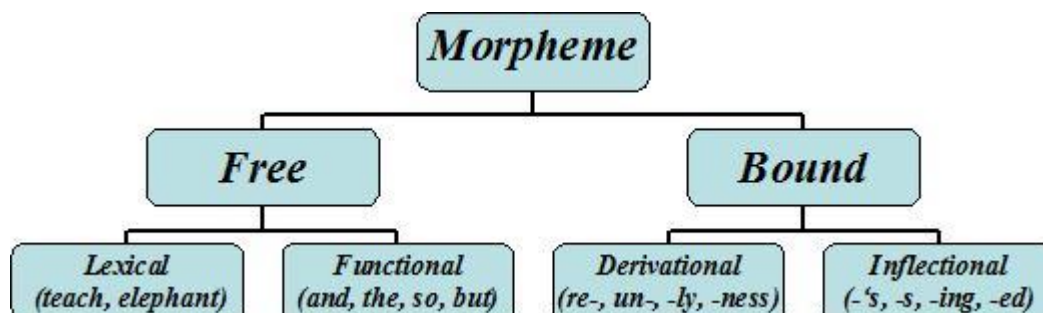 Morpheme
Free
Bound
Lexical
(teach, elephant)
Functional
(and, the, so, but)
Derivational
(re-, un-, -ly, -ness)
Inflectional
(-‘s, -s, -ing, -ed)